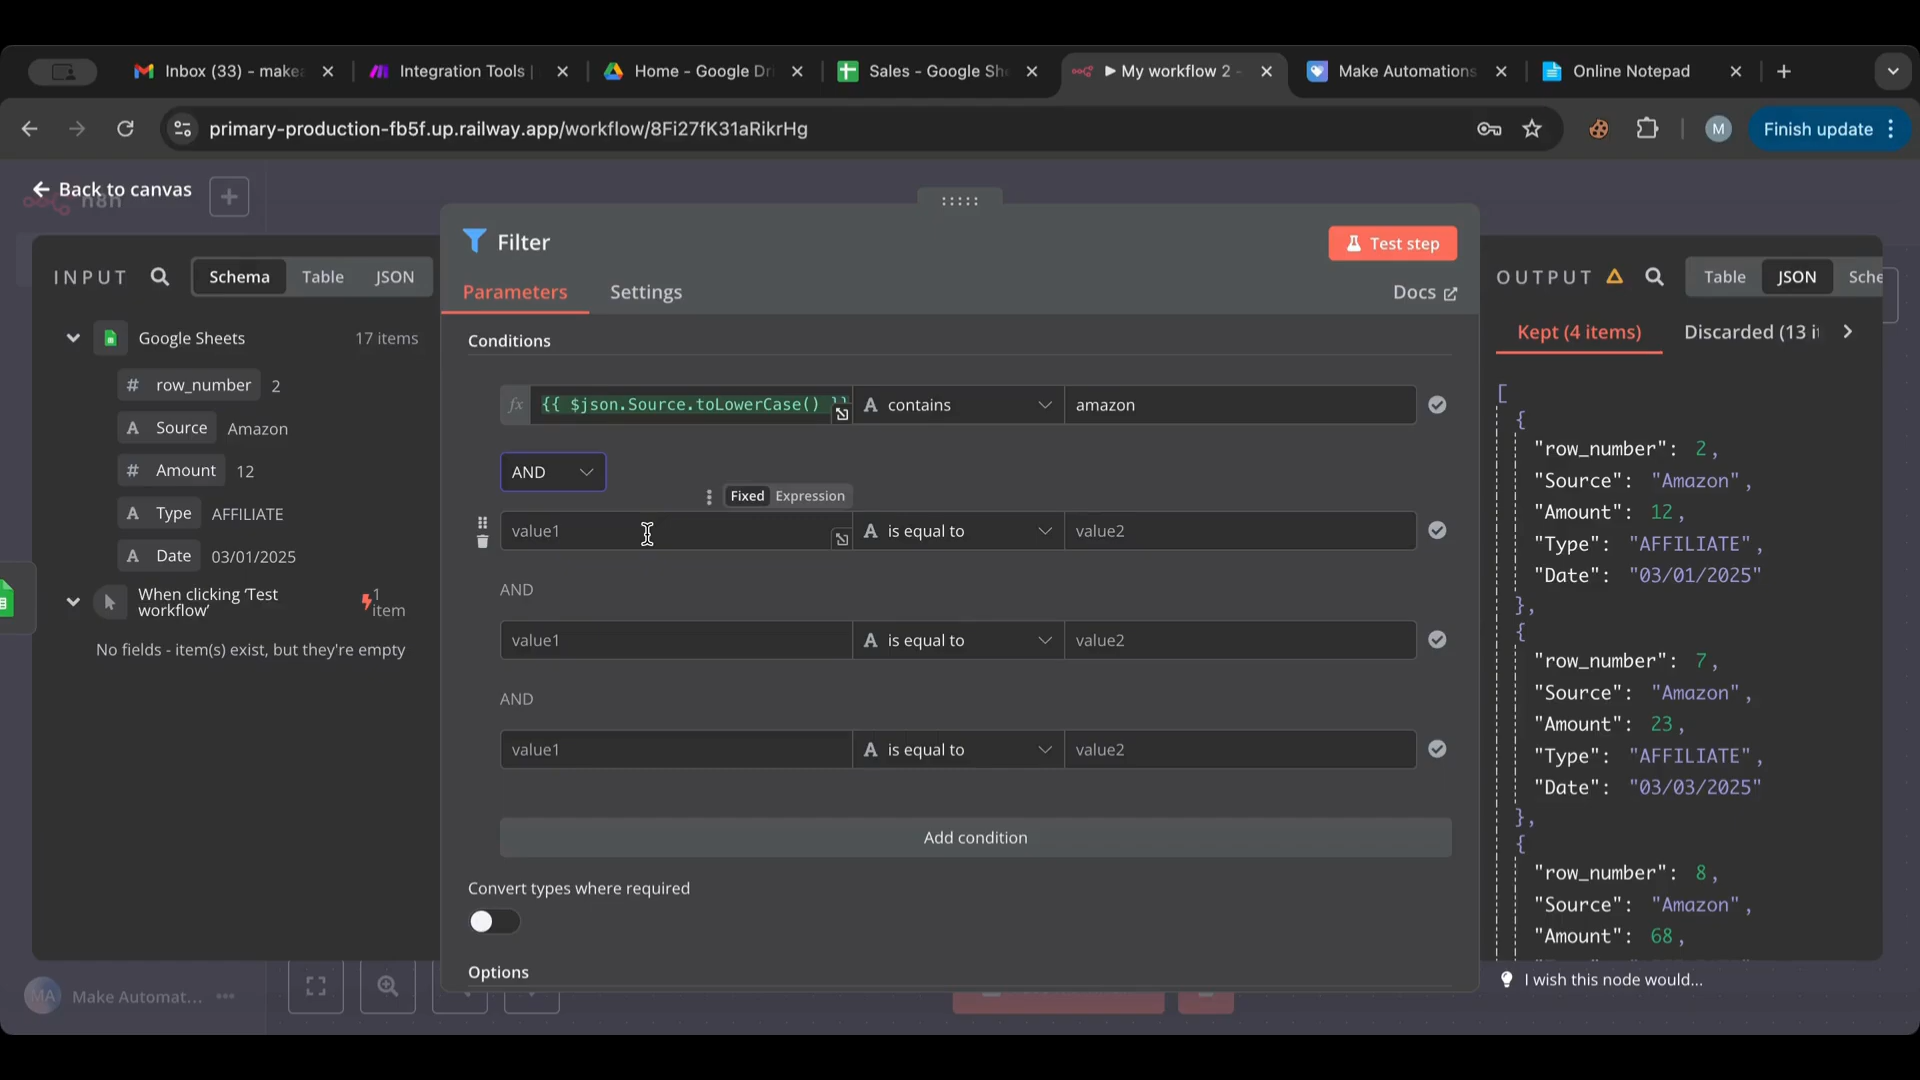 Inbox (33) - make
Integration Tools |
Home - Google Dri
Sales - Google She
My workflow 2 -
Make Automations
Online Notepad
primary-production-fb5f.up.railway.app/workflow/8Fi27fK31aRikrHg
M
Finish update
Back to canvas
n8n
INPUT
Schema
Table
JSON
Google Sheets
17 items
# row_number 2
A Source Amazon
# Amount 12
A Type AFFILIATE
A Date 03/01/2025
When clicking ‘Test
workflow’
1
item
No fields - item(s) exist, but they're empty
Filter
Test step
Parameters
Settings
Docs
Conditions
fx {{ $json.Source.toLowerCase() }} A contains amazon
AND
Fixed Expression
value1 A is equal to value2
AND
value1 A is equal to value2
AND
value1 A is equal to value2
Add condition
Convert types where required
Options
OUTPUT
Table
JSON
Sche
Kept (4 items)
Discarded (13 it
[
{
"row_number": 2,
"Source": "Amazon",
"Amount": 12,
"Type": "AFFILIATE",
"Date": "03/01/2025"
},
{
"row_number": 7,
"Source": "Amazon",
"Amount": 23,
"Type": "AFFILIATE",
"Date": "03/03/2025"
},
{
"row_number": 8,
"Source": "Amazon",
"Amount": 68,
I wish this node would...
MA
Make Automat...